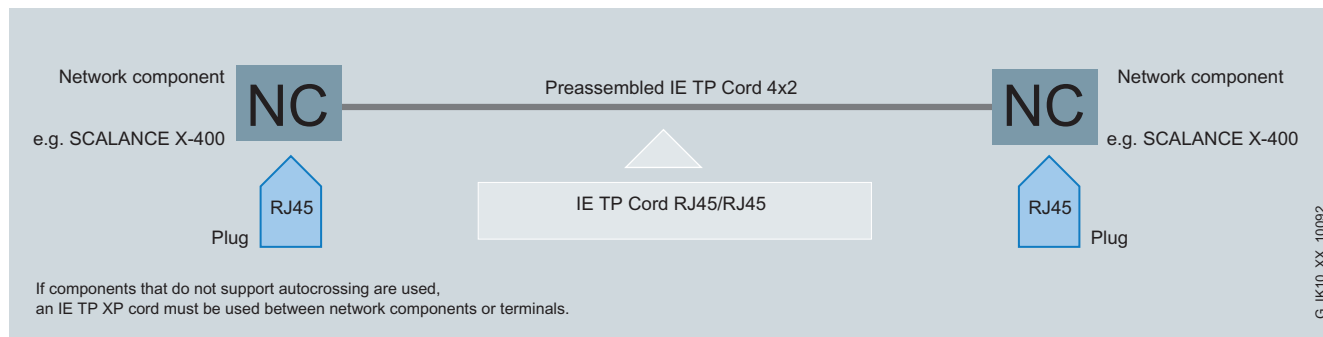 Network component
NC
e.g. SCALANCE X-400
RJ45
Plug
Preassembled IE TP Cord 4x2
IE TP Cord RJ45/RJ45
Network component
NC
e.g. SCALANCE X-400
RJ45
Plug
If components that do not support autocrossing are used,
an IE TP XP cord must be used between network components or terminals.
G_IK10_XX_10092